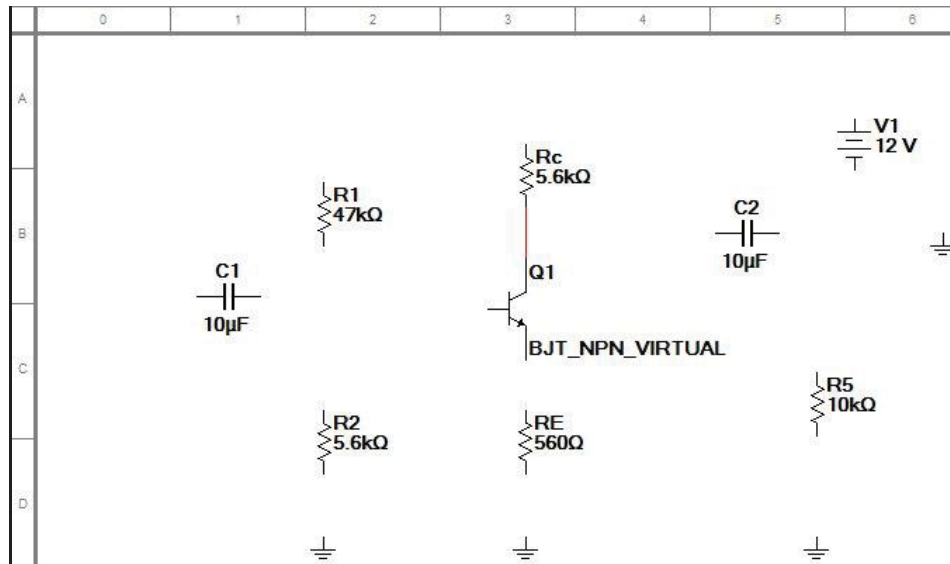 0 1 2 3 4 5 6
A
V1
12 V
Rc
5.6kΩ
R1
47kΩ
B
C2
10µF
C1
10µF
Q1
BJT_NPN_VIRTUAL
C
R5
10kΩ
R2
5.6kΩ
RE
560Ω
D